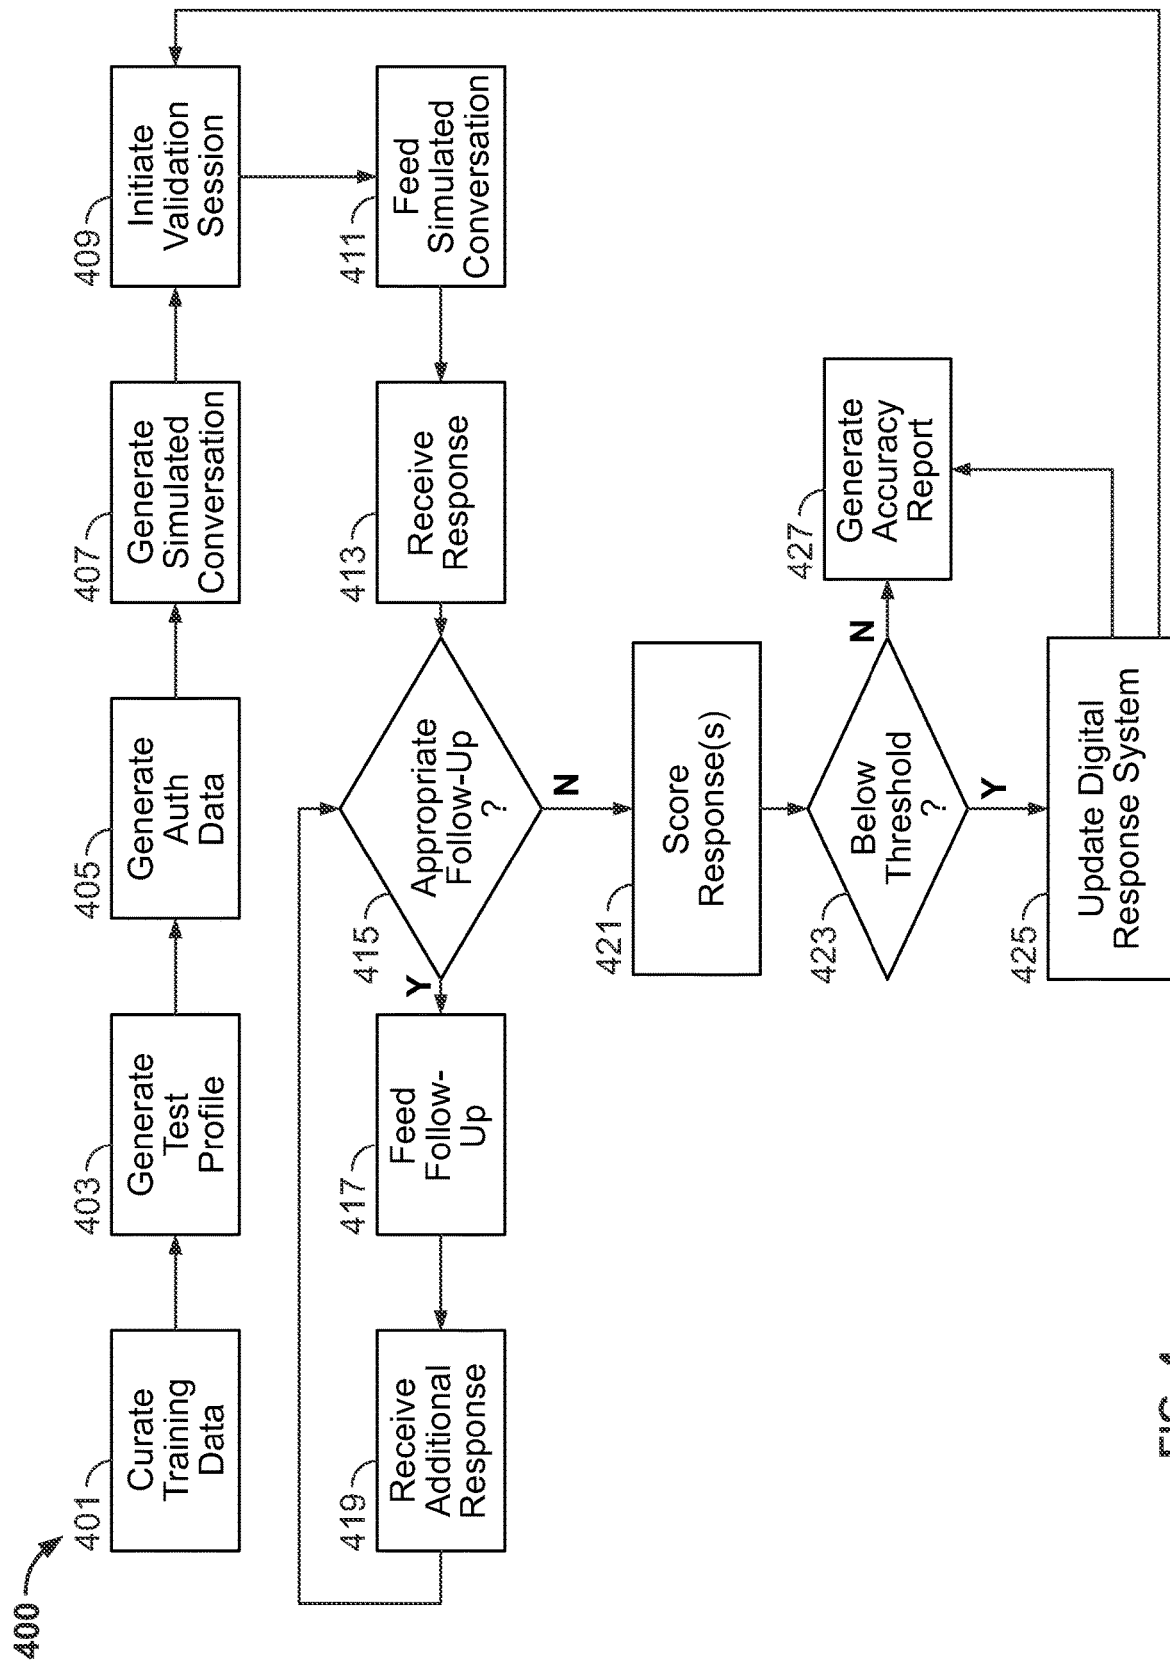 400
401
Curate
Training
Data
403
Generate
Test
Profile
405
Generate
Auth
Data
407
Generate
Simulated
Conversation
409
Initiate
Validation
Session
411
Feed
Simulated
Conversation
413
Receive
Response
415
Appropriate
Follow-Up
?
Y
N
417
Feed
Follow-
Up
419
Receive
Additional
Response
421
Score
Response(s)
423
Below
Threshold
?
N
Y
427
Generate
Accuracy
Report
425
Update Digital
Response System